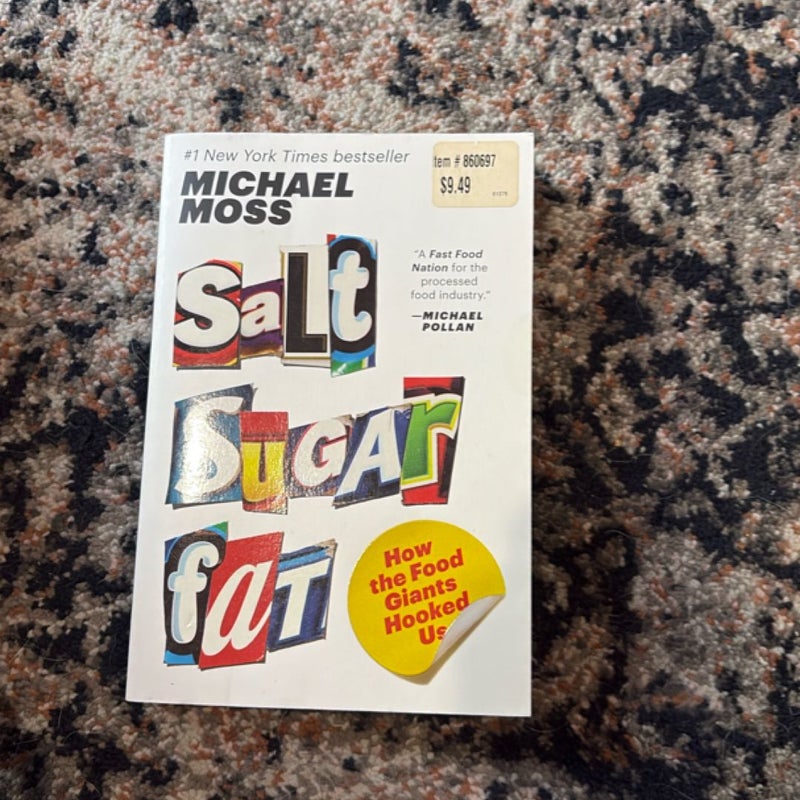 #1 New York Times bestseller
MICHAEL
MOSS
tem # 860697
$9.49
"A Fast Food
Nation for the
processed
food industry."
—MICHAEL
POLLAN
Salt
SuGAr
faT
How
the Food
Giants
Hooked
Us